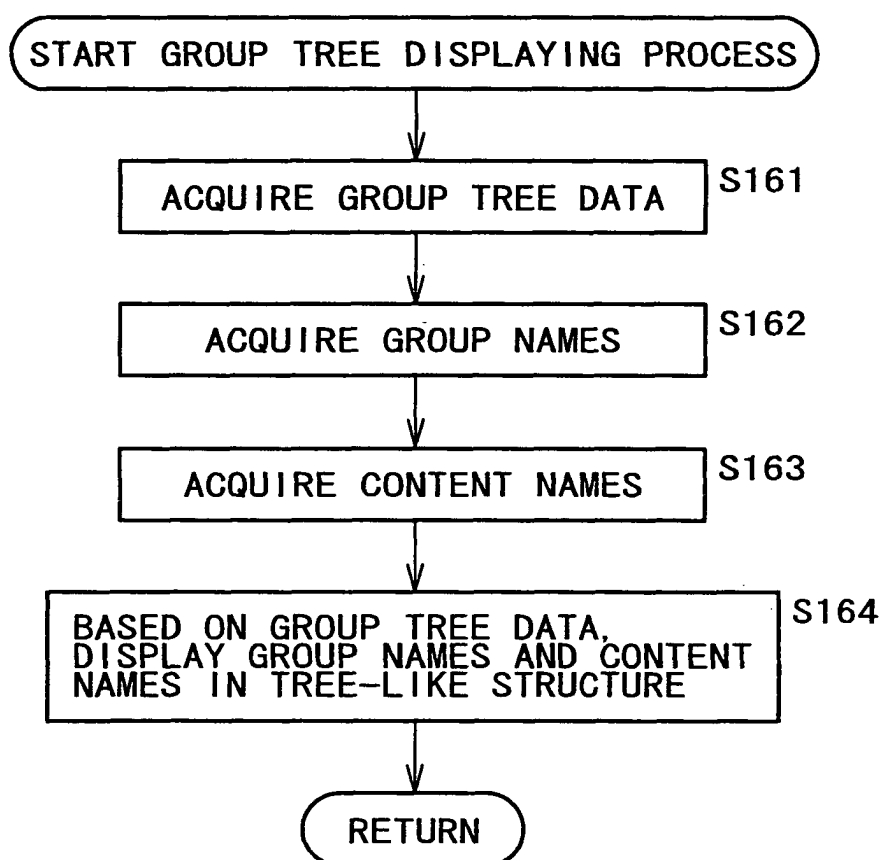 START GROUP TREE DISPLAYING PROCESS
ACQUIRE GROUP TREE DATA
S161
ACQUIRE GROUP NAMES
S162
ACQUIRE CONTENT NAMES
S163
BASED ON GROUP TREE DATA,
DISPLAY GROUP NAMES AND CONTENT
NAMES IN TREE-LIKE STRUCTURE
S164
RETURN